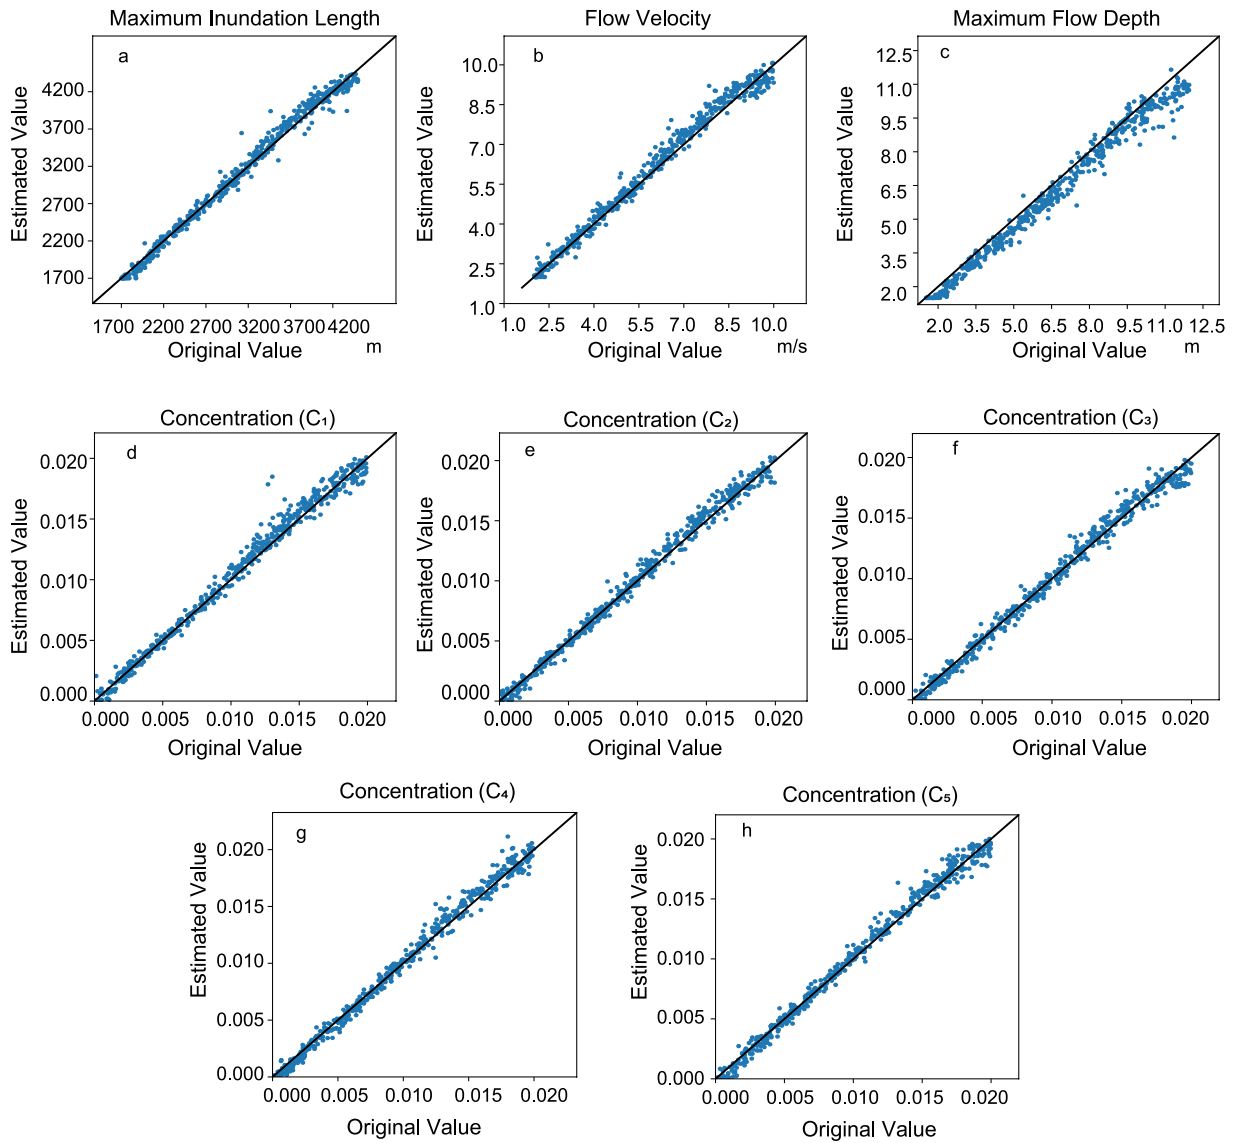 Maximum Inundation Length
a
Estimated Value
4200
3700
3200
2700
2200
1700
1700 2200 2700 3200 3700 4200
Original Value
m
Flow Velocity
b
Estimated Value
10.0
8.5
7.0
5.5
4.0
2.5
1.0
1.0 2.5 4.0 5.5 7.0 8.5 10.0
Original Value
m/s
Maximum Flow Depth
c
Estimated Value
12.5
11.0
9.5
8.0
6.5
5.0
3.5
2.0
2.0 3.5 5.0 6.5 8.0 9.5 11.0 12.5
Original Value
m
Concentration (C₁)
d
Estimated Value
0.020
0.015
0.010
0.005
0.000
0.000 0.005 0.010 0.015 0.020
Original Value
Concentration (C₂)
e
Estimated Value
0.020
0.015
0.010
0.005
0.000
0.000 0.005 0.010 0.015 0.020
Original Value
Concentration (C₃)
f
Estimated Value
0.020
0.015
0.010
0.005
0.000
0.000 0.005 0.010 0.015 0.020
Original Value
Concentration (C₄)
g
Estimated Value
0.020
0.015
0.010
0.005
0.000
0.000 0.005 0.010 0.015 0.020
Original Value
Concentration (C₅)
h
Estimated Value
0.020
0.015
0.010
0.005
0.000
0.000 0.005 0.010 0.015 0.020
Original Value